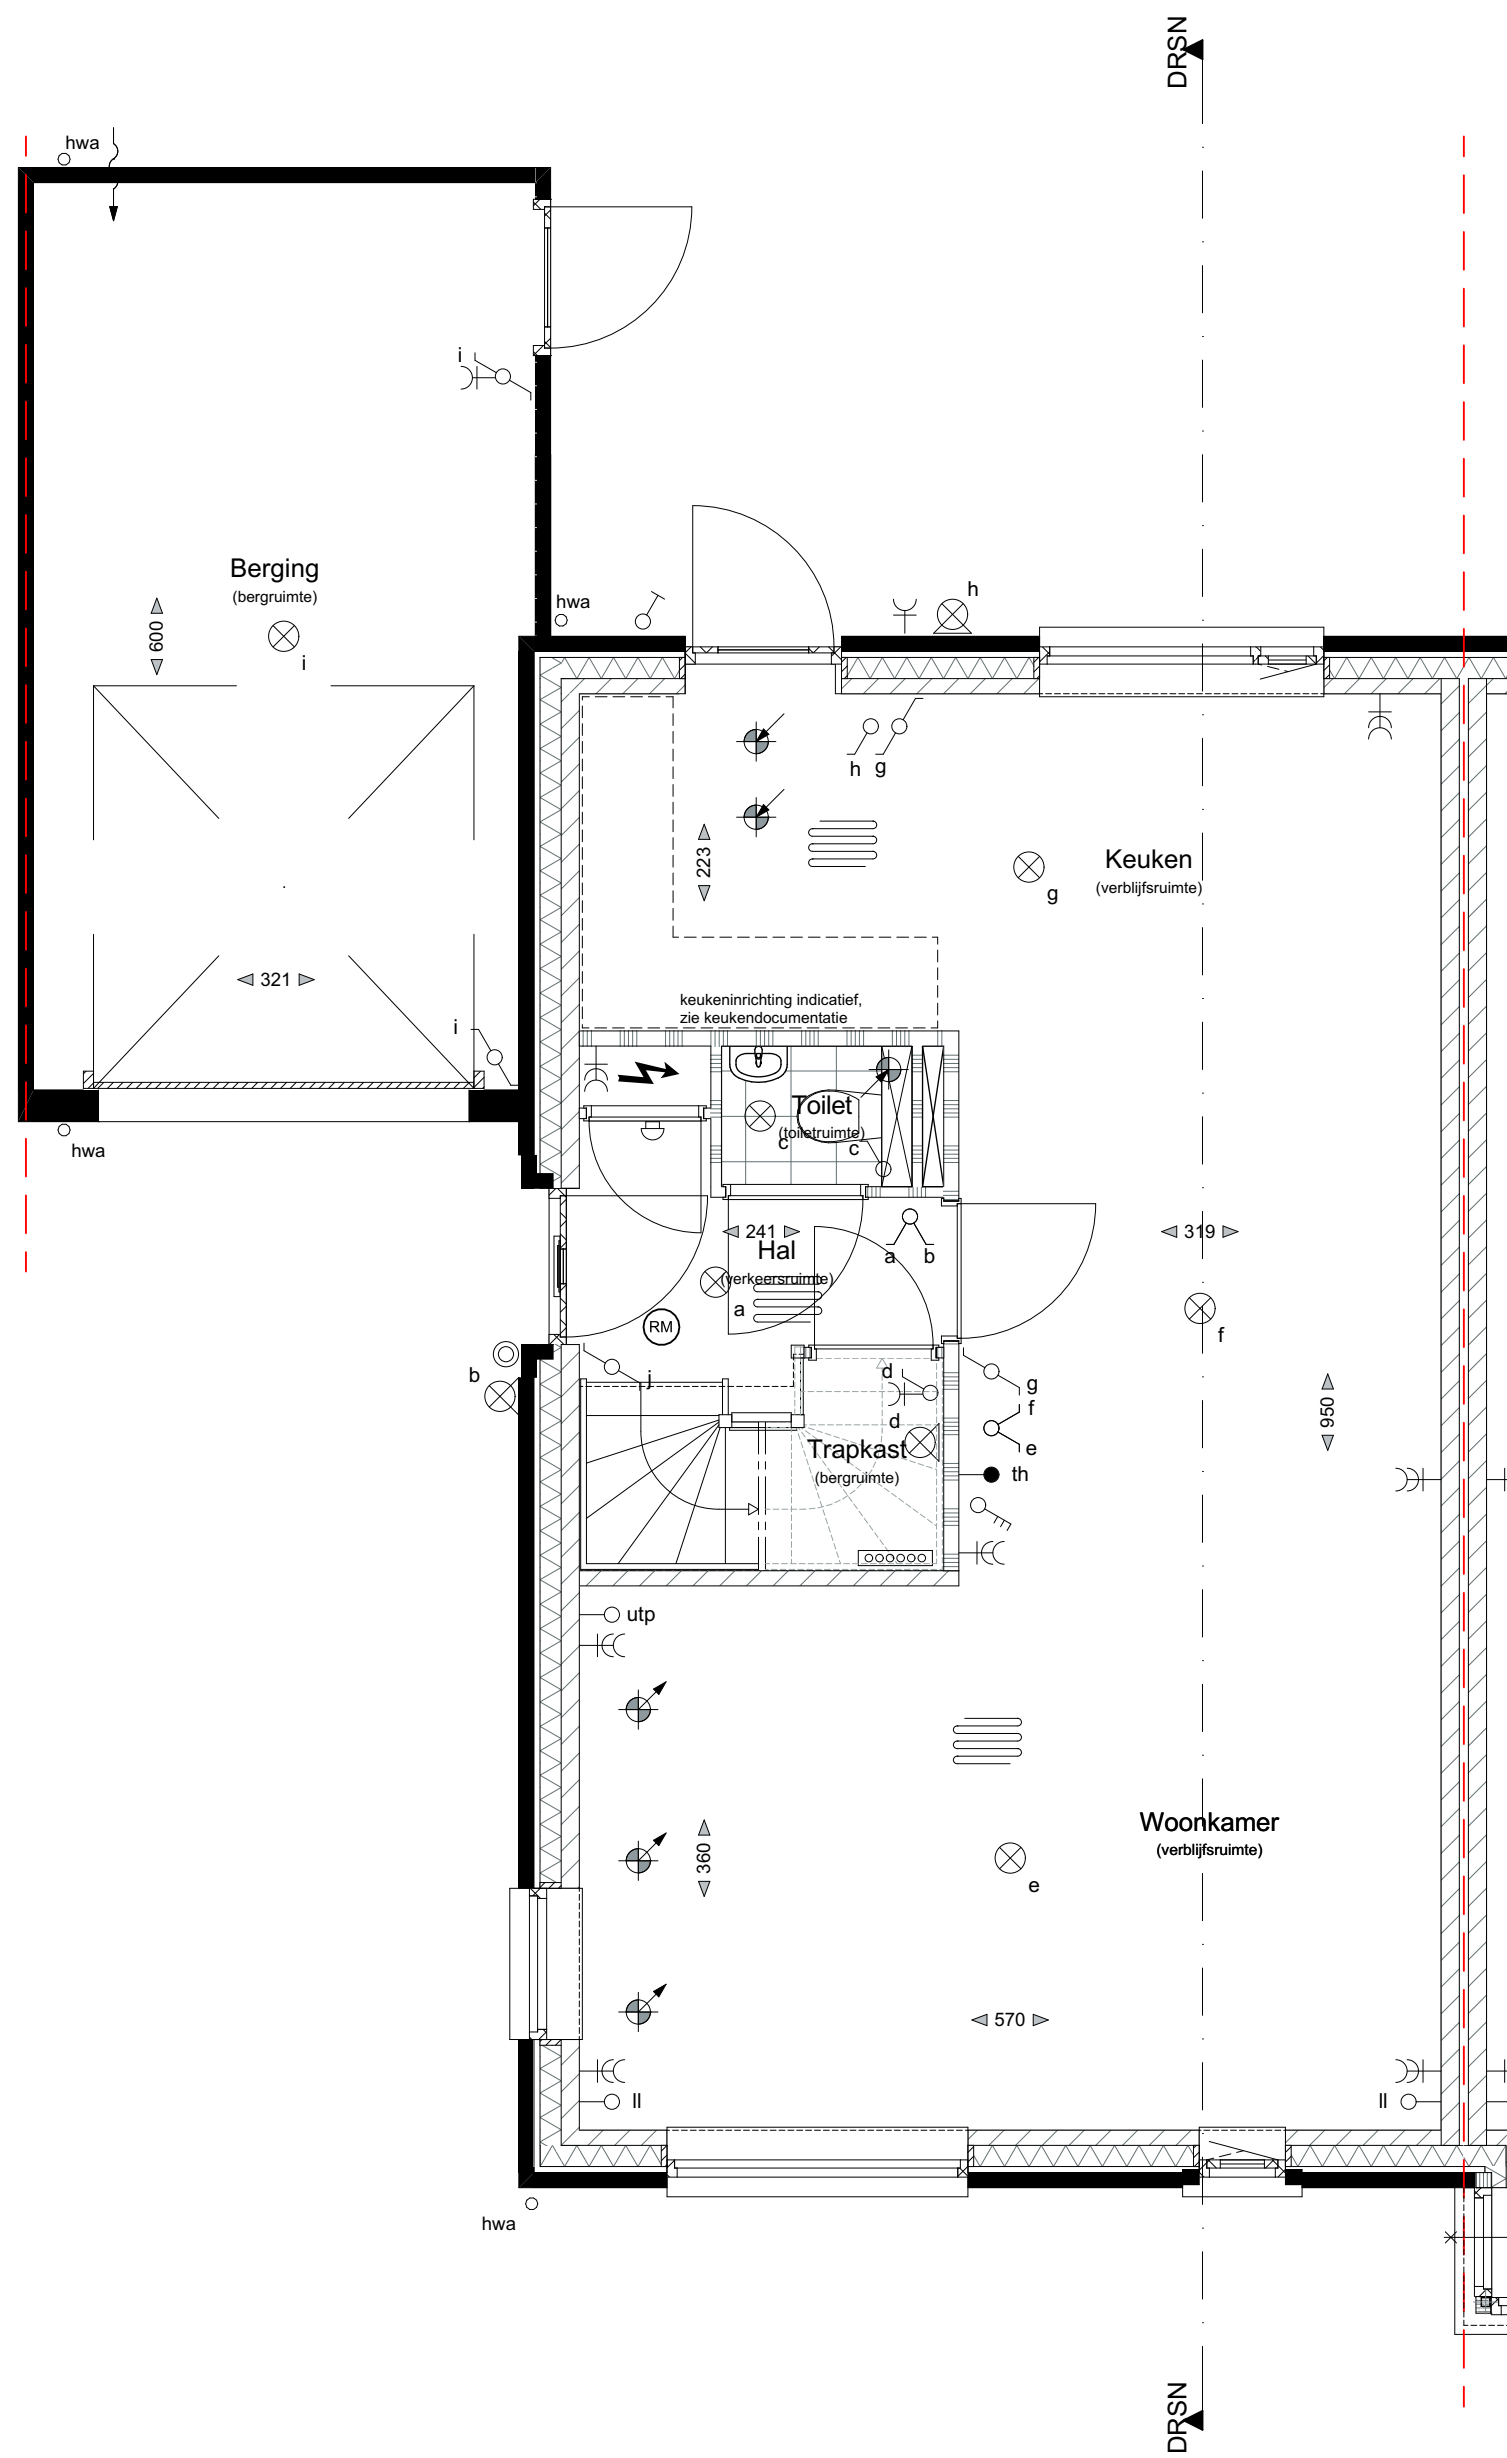 DRSN
hwa
i
Berging
(bergruimte)
600
i
hwa
h
h g
223
Keuken
(verblijfsruimte)
g
321
keukeninrichting indicatief,
zie keukendocumentatie
i
Toilet
(toiletruimte)
c
c
hwa
241
Hal
(verkeersruimte)
a
a b
319
f
RM
b
j
d
d
g
f
e
950
Trapkast
(bergruimte)
th
utp
360
Woonkamer
(verblijfsruimte)
e
570
ll
ll
hwa
DRSN